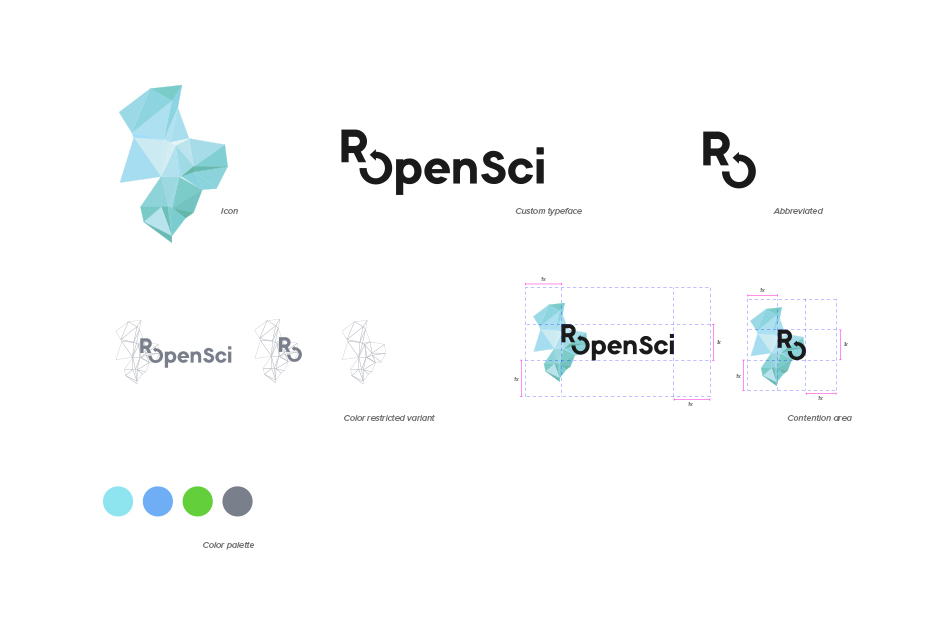 ROpenSci
RO
Icon
Custom typeface
Abbreviated
1x
1x
ROpenSci
RO
ROpenSci
1x
RO
1x
1x
1x
1x
1x
Color restricted variant
Contention area
Color palette